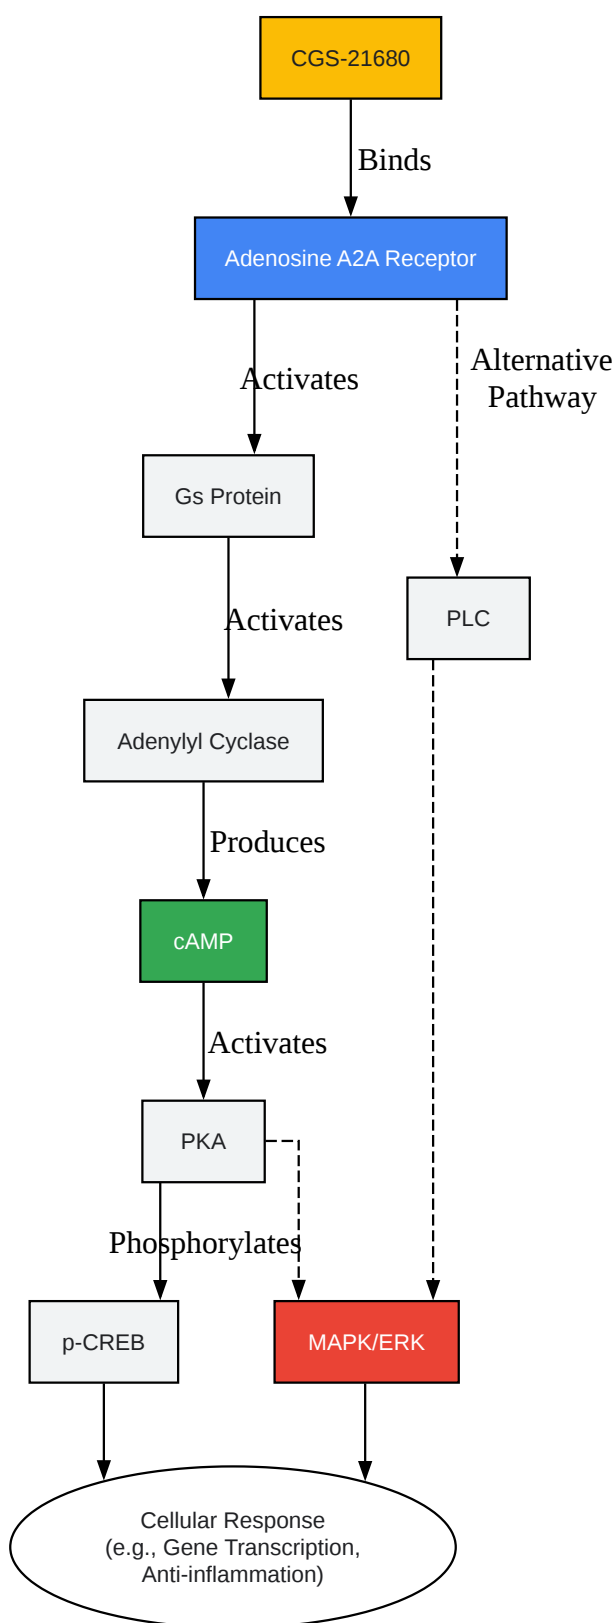 CGS-21680
Binds
Adenosine A2A Receptor
Activates
Alternative
Pathway
Gs Protein
Activates
PLC
Adenylyl Cyclase
Produces
cAMP
Activates
PKA
Phosphorylates
p-CREB
MAPK/ERK
Cellular Response
(e.g., Gene Transcription,
Anti-inflammation)